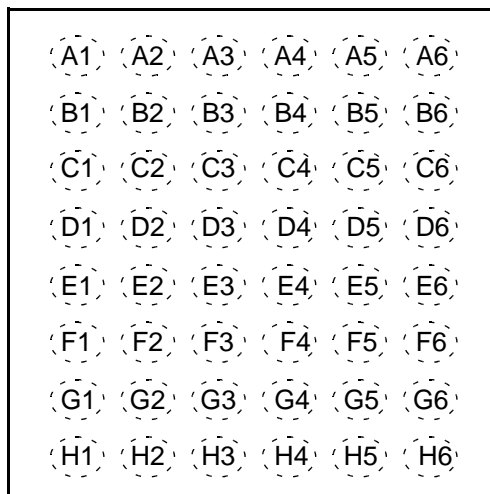 A1 A2 A3 A4 A5 A6
B1 B2 B3 B4 B5 B6
C1 C2 C3 C4 C5 C6
D1 D2 D3 D4 D5 D6
E1 E2 E3 E4 E5 E6
F1 F2 F3 F4 F5 F6
G1 G2 G3 G4 G5 G6
H1 H2 H3 H4 H5 H6